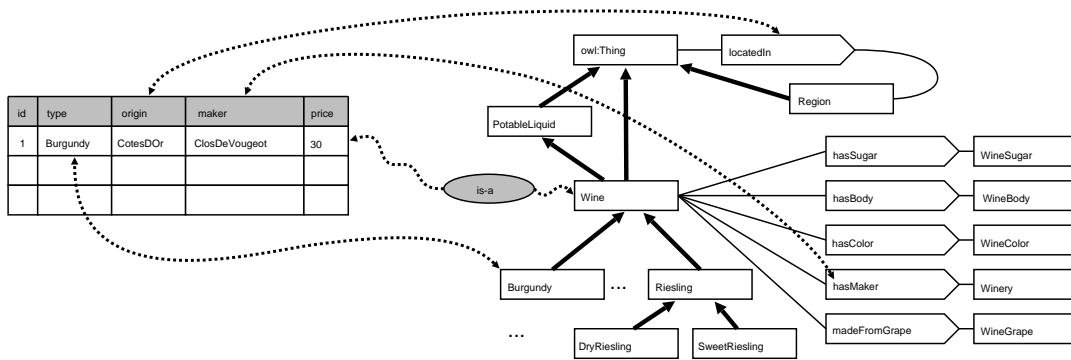 owl:Thing
locatedIn
Region
id type origin maker price
PotableLiquid
1 Burgundy CotesDOr ClosDeVougeot 30
hasSugar WineSugar
is-a
Wine
hasBody WineBody
hasColor WineColor
Burgundy
...
Riesling
hasMaker Winery
...
DryRiesling
SweetRiesling
madeFromGrape WineGrape